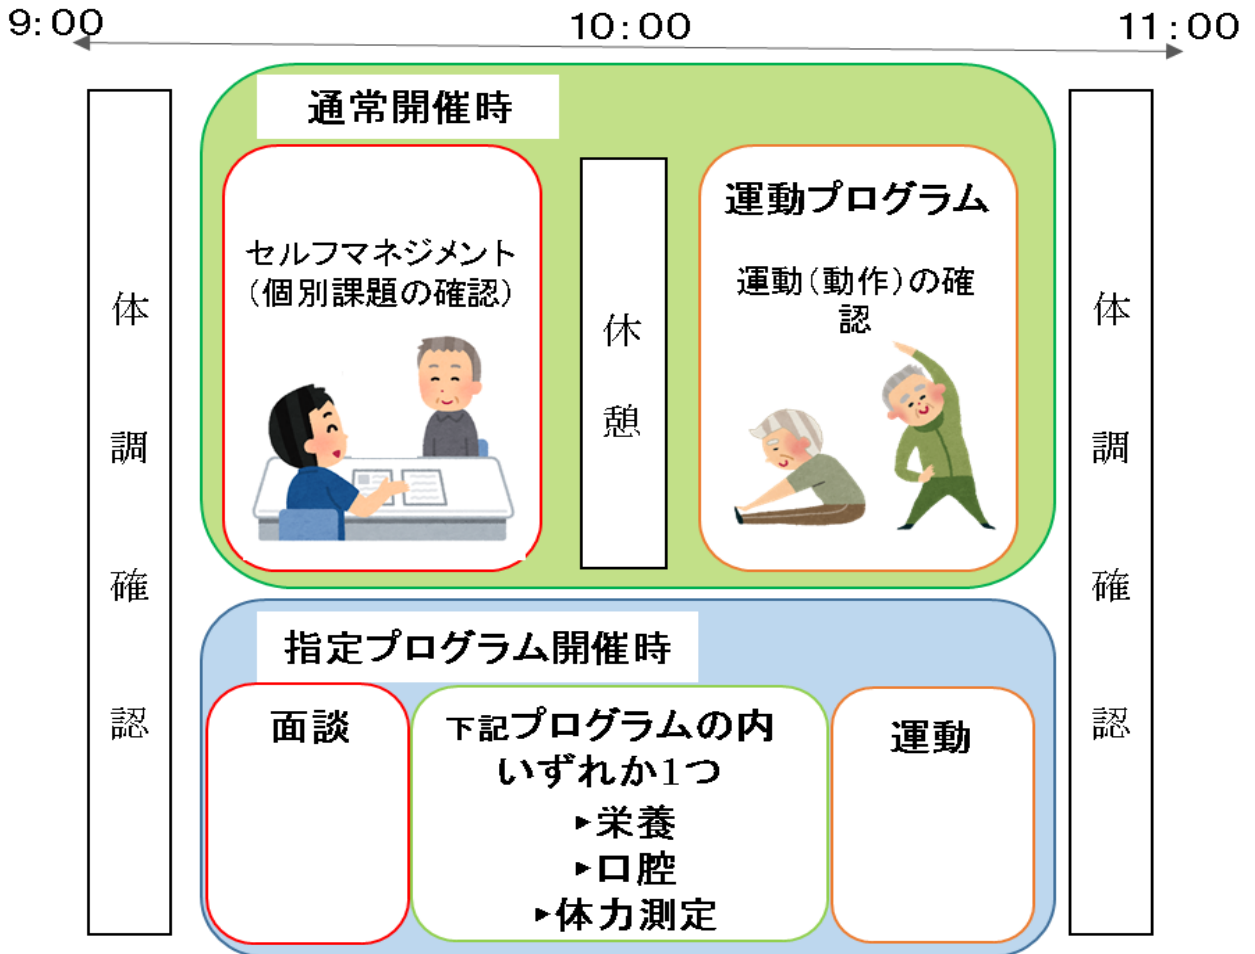 9:00
10:00
11:00
体調確認
通常開催時
セルフマネジメント
(個別課題の確認)
休憩
運動プログラム
運動(動作)の確
認
指定プログラム開催時
面談
下記プログラムの内
いずれか1つ
▸栄養
▸口腔
▸体力測定
運動
体調確認